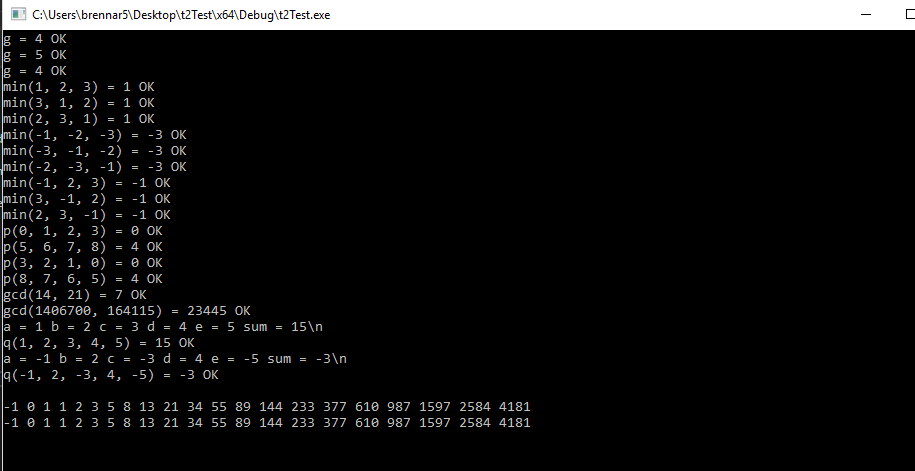 C:\Users\brennar5\Desktop\t2Test\x64\Debug\t2Test.exe
g = 4 OK
g = 5 OK
g = 4 OK
min(1, 2, 3) = 1 OK
min(3, 1, 2) = 1 OK
min(2, 3, 1) = 1 OK
min(-1, -2, -3) = -3 OK
min(-3, -1, -2) = -3 OK
min(-2, -3, -1) = -3 OK
min(-1, 2, 3) = -1 OK
min(3, -1, 2) = -1 OK
min(2, 3, -1) = -1 OK
p(0, 1, 2, 3) = 0 OK
p(5, 6, 7, 8) = 4 OK
p(3, 2, 1, 0) = 0 OK
p(8, 7, 6, 5) = 4 OK
gcd(14, 21) = 7 OK
gcd(1406700, 164115) = 23445 OK
a = 1 b = 2 c = 3 d = 4 e = 5 sum = 15\n
q(1, 2, 3, 4, 5) = 15 OK
a = -1 b = 2 c = -3 d = 4 e = -5 sum = -3\n
q(-1, 2, -3, 4, -5) = -3 OK
-1 0 1 1 2 3 5 8 13 21 34 55 89 144 233 377 610 987 1597 2584 4181
-1 0 1 1 2 3 5 8 13 21 34 55 89 144 233 377 610 987 1597 2584 4181